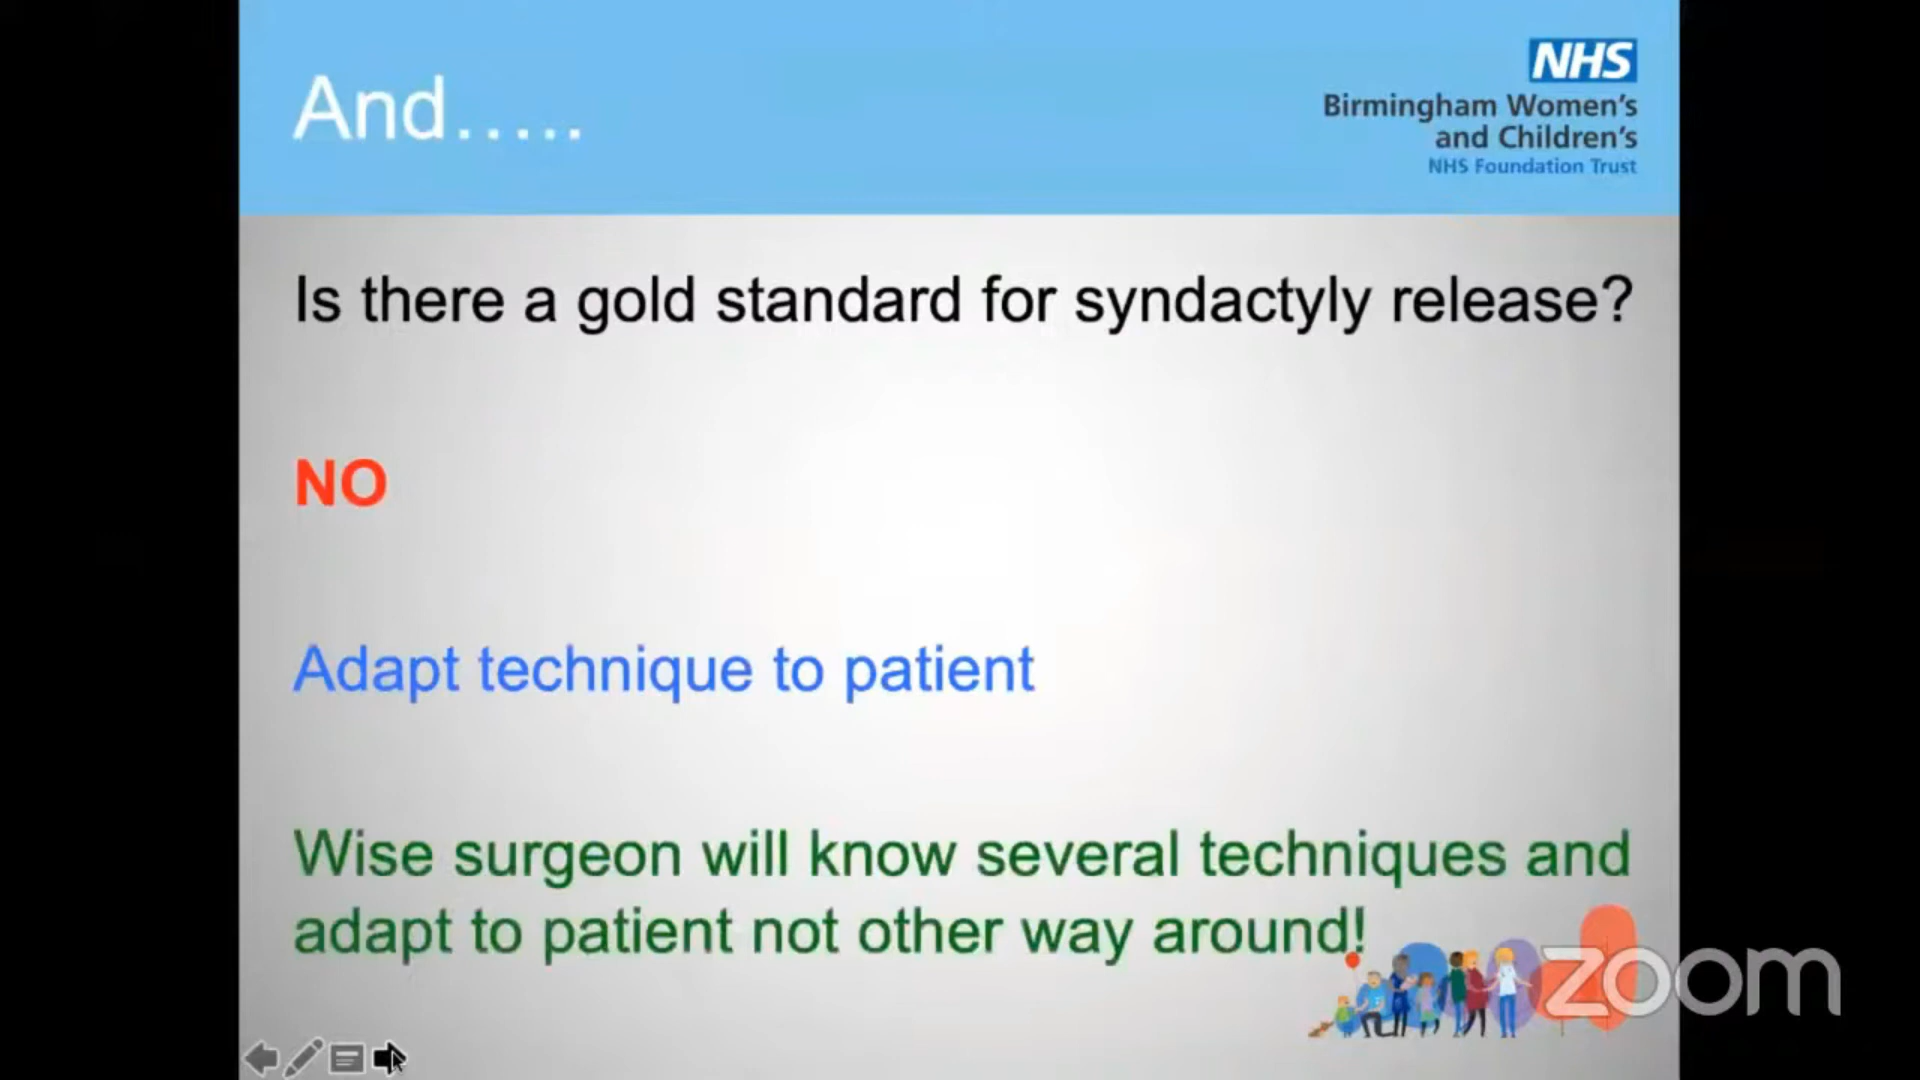 And.....
NHS
Birmingham Women's
and Children's
NHS Foundation Trust
Is there a gold standard for syndactyly release?
NO
Adapt technique to patient
Wise surgeon will know several techniques and
adapt to patient not other way around!
zoom